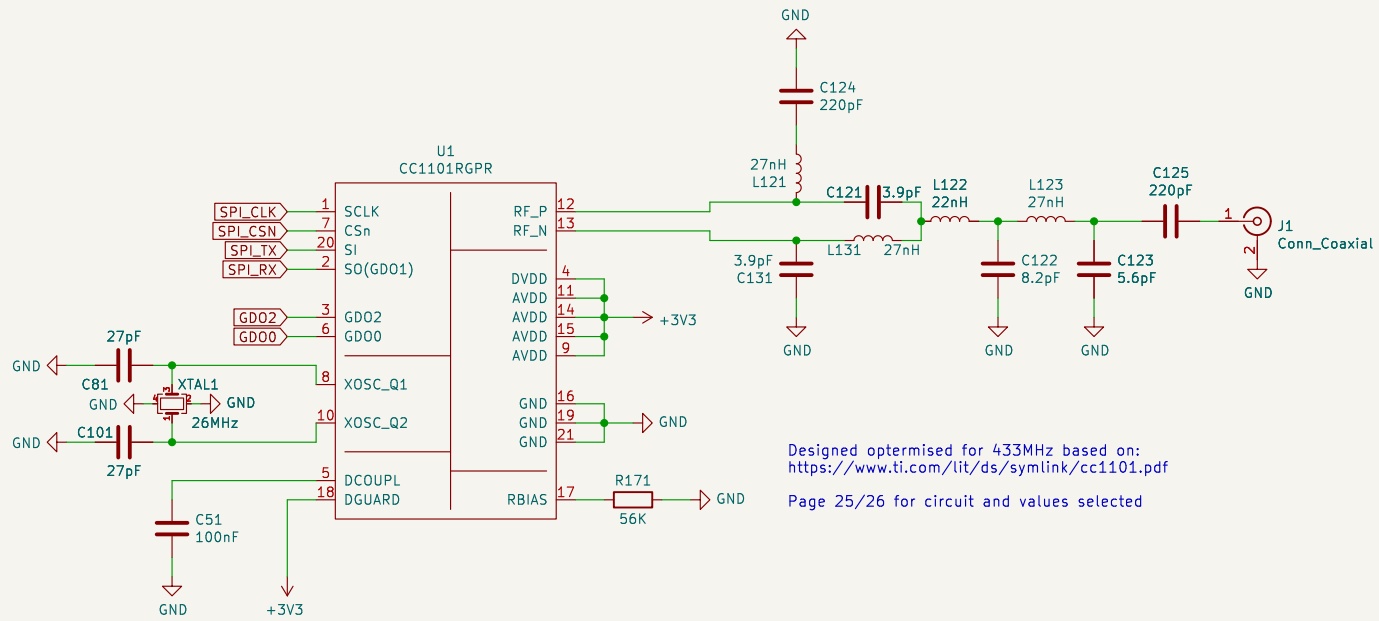 GND
C124
220pF
U1
CC1101RGPR
27nH
L121
C121 3.9pF
L122
22nH
L123
27nH
C125
220pF
SPI_CLK 1 SCLK
SPI_CSN 7 CSn
SPI_TX 20 SI
SPI_RX 2 SO(GDO1)
RF_P 12
RF_N 13
L131 27nH
3.9pF
C131
C122
8.2pF
C123
5.6pF
1
2
J1
Conn_Coaxial
GND
DVDD 4
AVDD 11
AVDD 14
AVDD 15
AVDD 9
+3V3
GND
GND
GND
GDO2 3 GDO2
GDO0 6 GDO0
27pF
GND
C81
8 XOSC_Q1
XTAL1
3
4
2
1
GND
GND
26MHz
C101
GND
27pF
10 XOSC_Q2
GND 16
GND 19
GND 21
GND
5 DCOUPL
18 DGUARD
RBIAS 17
R171
56K
GND
C51
100nF
GND
+3V3
Designed optermised for 433MHz based on:
https://www.ti.com/lit/ds/symlink/cc1101.pdf
Page 25/26 for circuit and values selected